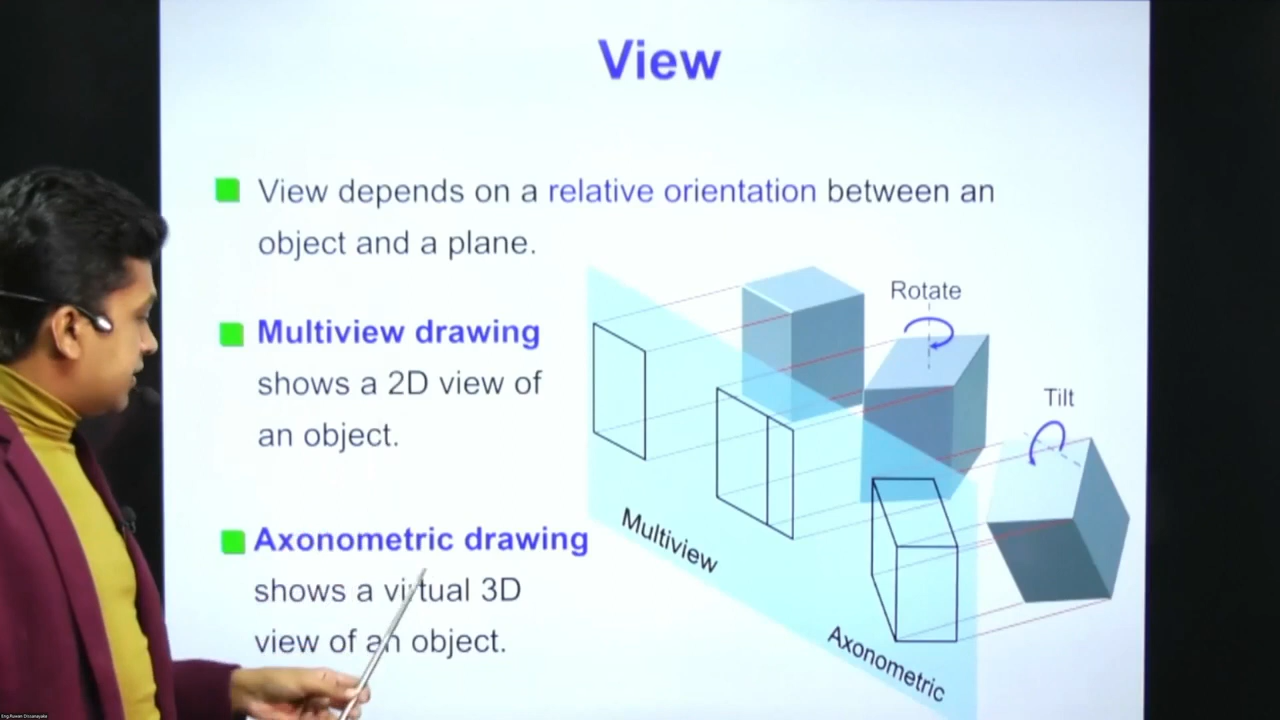 View
View depends on a relative orientation between an
object and a plane.
Multiview drawing
shows a 2D view of
an object.
Axonometric drawing
shows a virtual 3D
view of an object.
Rotate
Tilt
Multiview
Axonometric